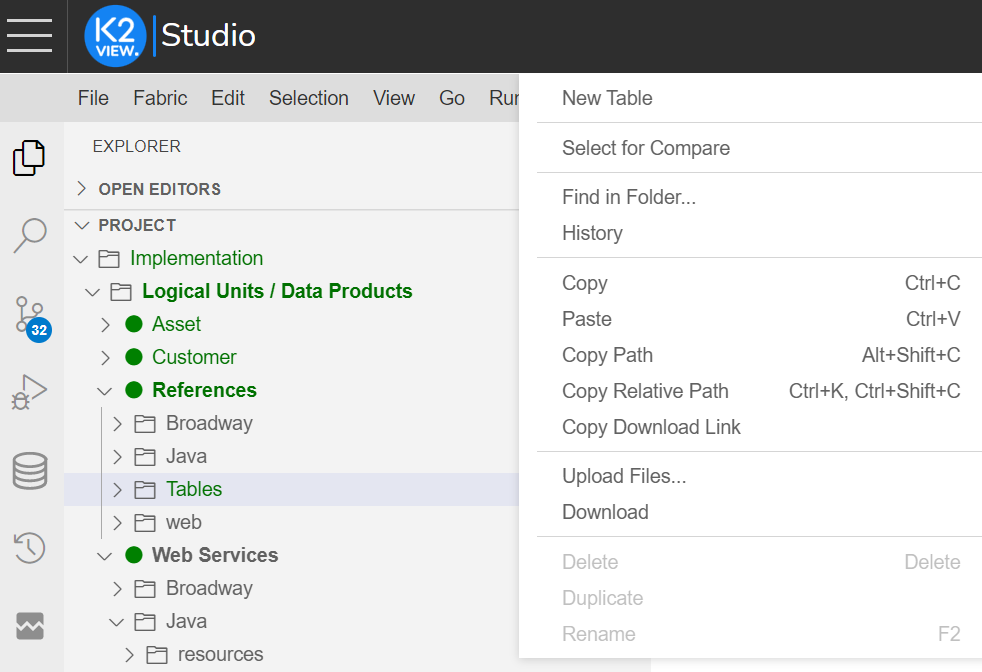 K2
VIEW.
Studio
File Fabric Edit Selection View Go Run
EXPLORER
OPEN EDITORS
PROJECT
Implementation
Logical Units / Data Products
Asset
Customer
References
Broadway
Java
Tables
web
Web Services
Broadway
Java
resources
32
New Table
Select for Compare
Find in Folder...
History
Copy Ctrl+C
Paste Ctrl+V
Copy Path Alt+Shift+C
Copy Relative Path Ctrl+K, Ctrl+Shift+C
Copy Download Link
Upload Files...
Download
Delete Delete
Duplicate
Rename F2